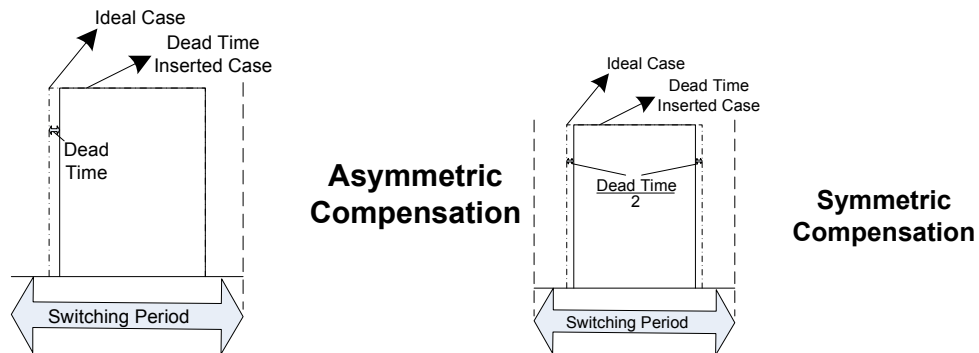 Ideal Case
Dead Time
Inserted Case
Dead
Time
Switching Period
Asymmetric
Compensation
Ideal Case
Dead Time
Inserted Case
Dead Time
2
Switching Period
Symmetric
Compensation